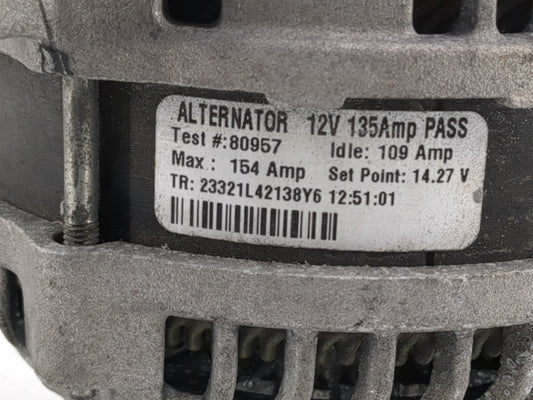 ALTERNATOR 12V 135Amp PASS
Test #:80957 Idle: 109 Amp
Max.: 154 Amp Set Point: 14.27 V
TR: 23321L42138Y6 12:51:01